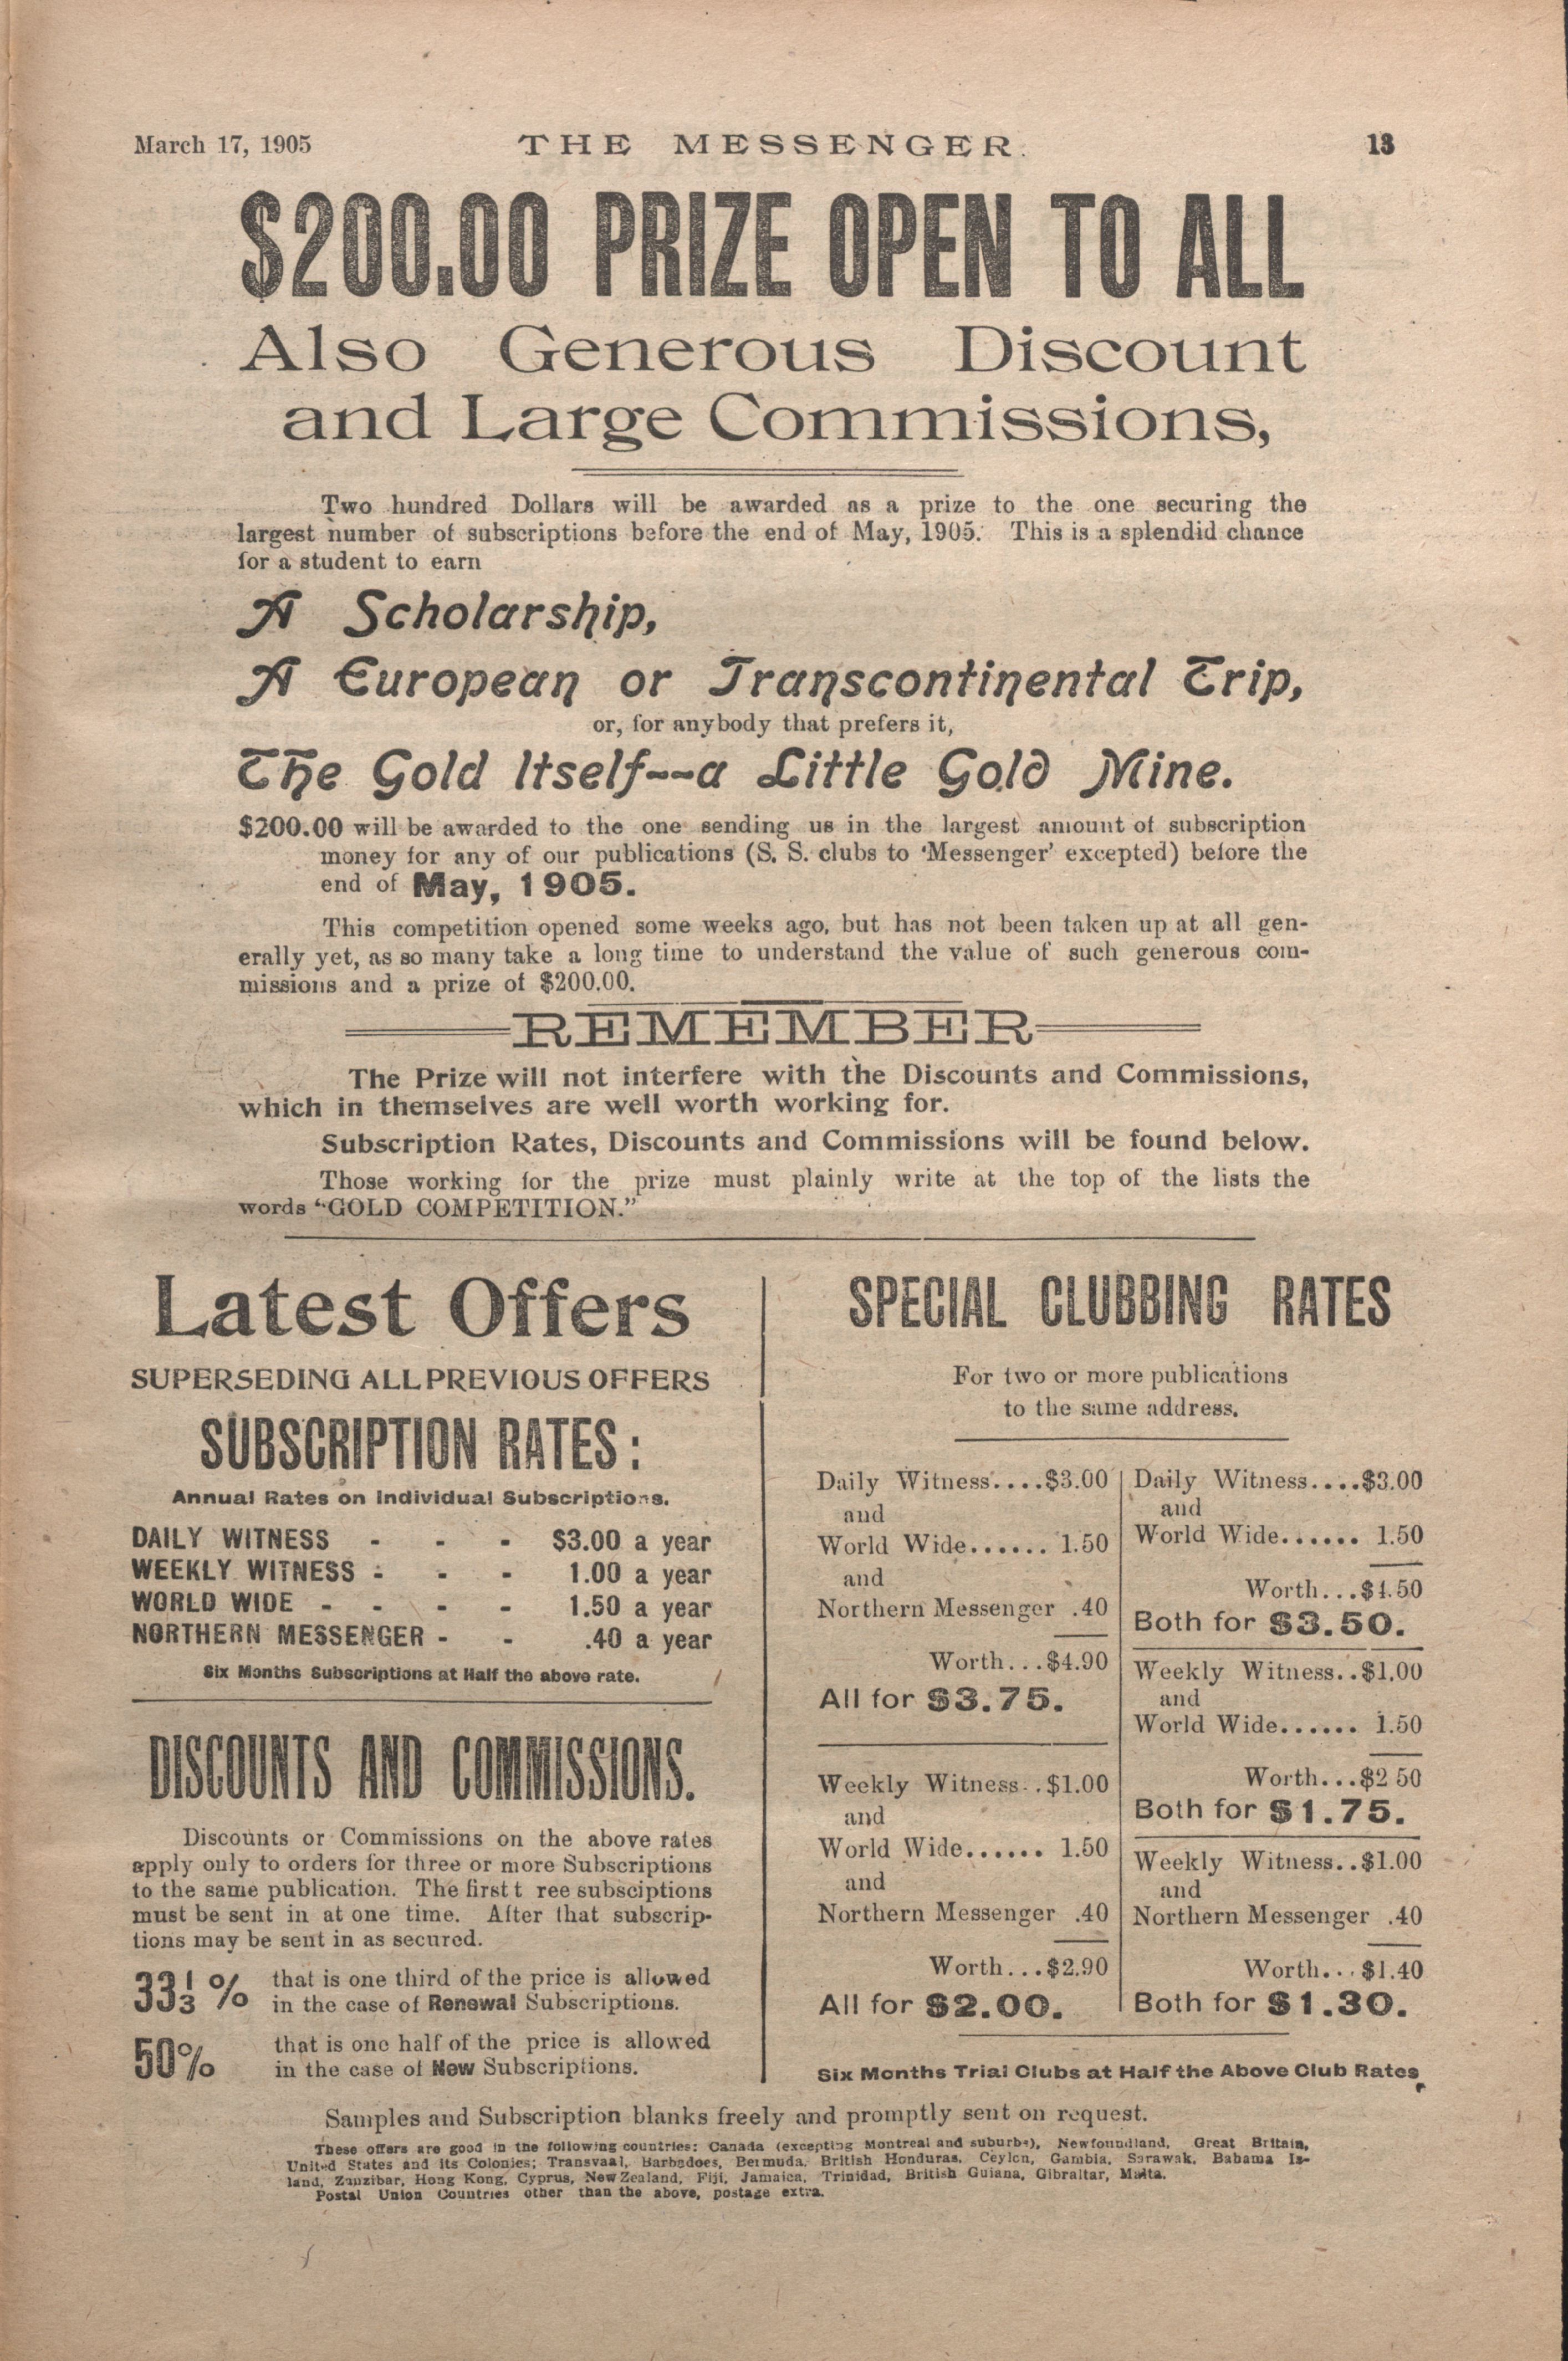 March 17, 1905
THE MESSENGER.
13
$200.00 PRIZE OPEN TO ALL
Also Generous Discount
and Large Commissions,
Two hundred Dollars will be awarded as a prize to the one securing the
largest number of subscriptions before the end of May, 1905. This is a splendid chance
for a student to earn
A Scholarship,
A European or Transcontinental Trip,
or, for anybody that prefers it,
The Gold Itself--a Little Gold Mine.
$200.00 will be awarded to the one sending us in the largest amount of subscription
money for any of our publications (S. S. clubs to 'Messenger' excepted) before the
end of May, 1905.
This competition opened some weeks ago, but has not been taken up at all gen-
erally yet, as so many take a long time to understand the value of such generous com-
missions and a prize of $200.00.
REMEMBER
The Prize will not interfere with the Discounts and Commissions,
which in themselves are well worth working for.
Subscription Rates, Discounts and Commissions will be found below.
Those working for the prize must plainly write at the top of the lists the
words "GOLD COMPETITION."
Latest Offers
SUPERSEDING ALL PREVIOUS OFFERS
SUBSCRIPTION RATES:
Annual Rates on Individual Subscriptions.
DAILY WITNESS - - - $3.00 a year
WEEKLY WITNESS - - - 1.00 a year
WORLD WIDE - - - - 1.50 a year
NORTHERN MESSENGER - - .40 a year
Six Months Subscriptions at Half the above rate.
DISCOUNTS AND COMMISSIONS.
Discounts or Commissions on the above rates
apply only to orders for three or more Subscriptions
to the same publication. The first t ree subsciptions
must be sent in at one time. After that subscrip-
tions may be sent in as secured.
33 1/3 % that is one third of the price is allowed
in the case of Renewal Subscriptions.
50% that is one half of the price is allowed
in the case of New Subscriptions.
SPECIAL CLUBBING RATES
For two or more publications
to the same address.
Daily Witness....$3.00
and
World Wide...... 1.50
and
Northern Messenger .40
Worth...$4.90
All for $3.75.
Weekly Witness..$1.00
and
World Wide...... 1.50
and
Northern Messenger .40
Worth...$2.90
All for $2.00.
Daily Witness....$3.00
and
World Wide...... 1.50
Worth...$4.50
Both for $3.50.
Weekly Witness..$1.00
and
World Wide...... 1.50
Worth...$2 50
Both for $1.75.
Weekly Witness..$1.00
and
Northern Messenger .40
Worth...$1.40
Both for $1.30.
Six Months Trial Clubs at Half the Above Club Rates,
Samples and Subscription blanks freely and promptly sent on request.
These offers are good in the following countries: Canada (excepting Montreal and suburbs), Newfoundland, Great Britain,
United States and its Colonies; Transvaal, Barbadoes, Bermuda, British Honduras, Ceylon, Gambia, Sarawak, Bahama Is-
land, Zanzibar, Hong Kong, Cyprus, New Zealand, Fiji, Jamaica, Trinidad, British Guiana, Gibraltar, Malta.
Postal Union Countries other than the above, postage extra.